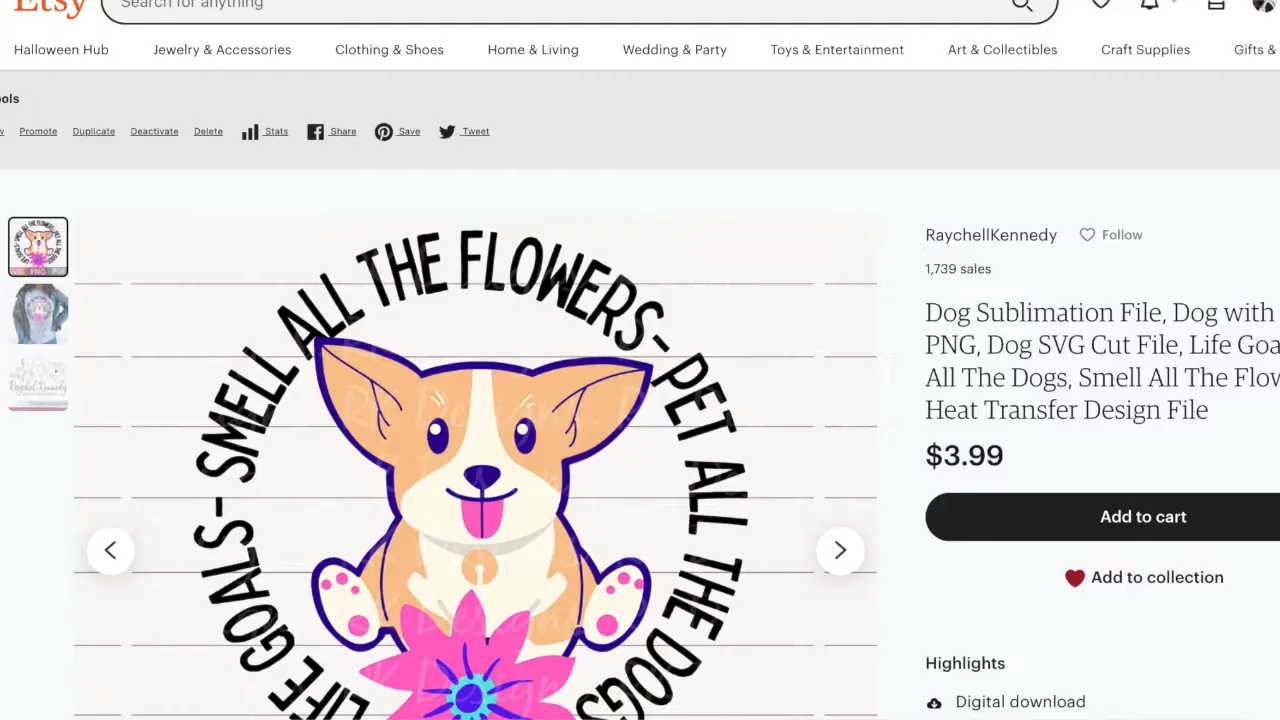 Etsy
Search for anything
Halloween Hub Jewelry & Accessories Clothing & Shoes Home & Living Wedding & Party Toys & Entertainment Art & Collectibles Craft Supplies Gifts &
ools
w Promote Duplicate Deactivate Delete Stats Share Save Tweet
LIFE GOALS - SMELL ALL THE FLOWERS - PET ALL THE DOGS
RaychellKennedy Follow
1,739 sales
Dog Sublimation File, Dog with
PNG, Dog SVG Cut File, Life Goa
All The Dogs, Smell All The Flow
Heat Transfer Design File
$3.99
Add to cart
Add to collection
Highlights
Digital download